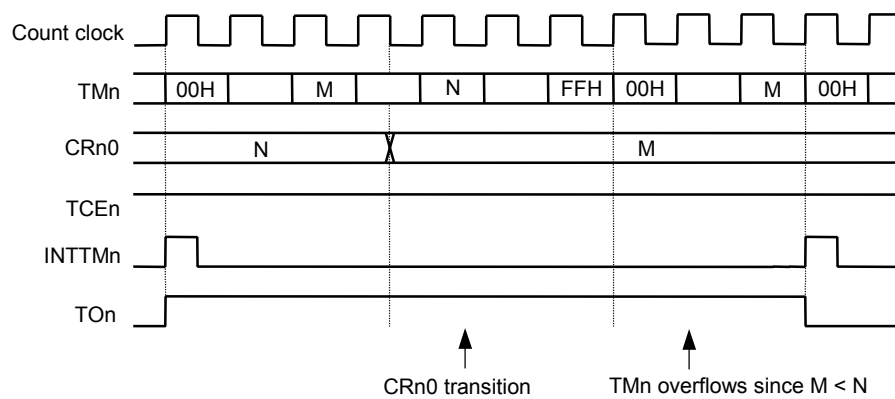 Count clock
TMn 00H M N FFH 00H M 00H
CRn0 N M
TCEn
INTTMn
TOn
CRn0 transition TMn overflows since M < N